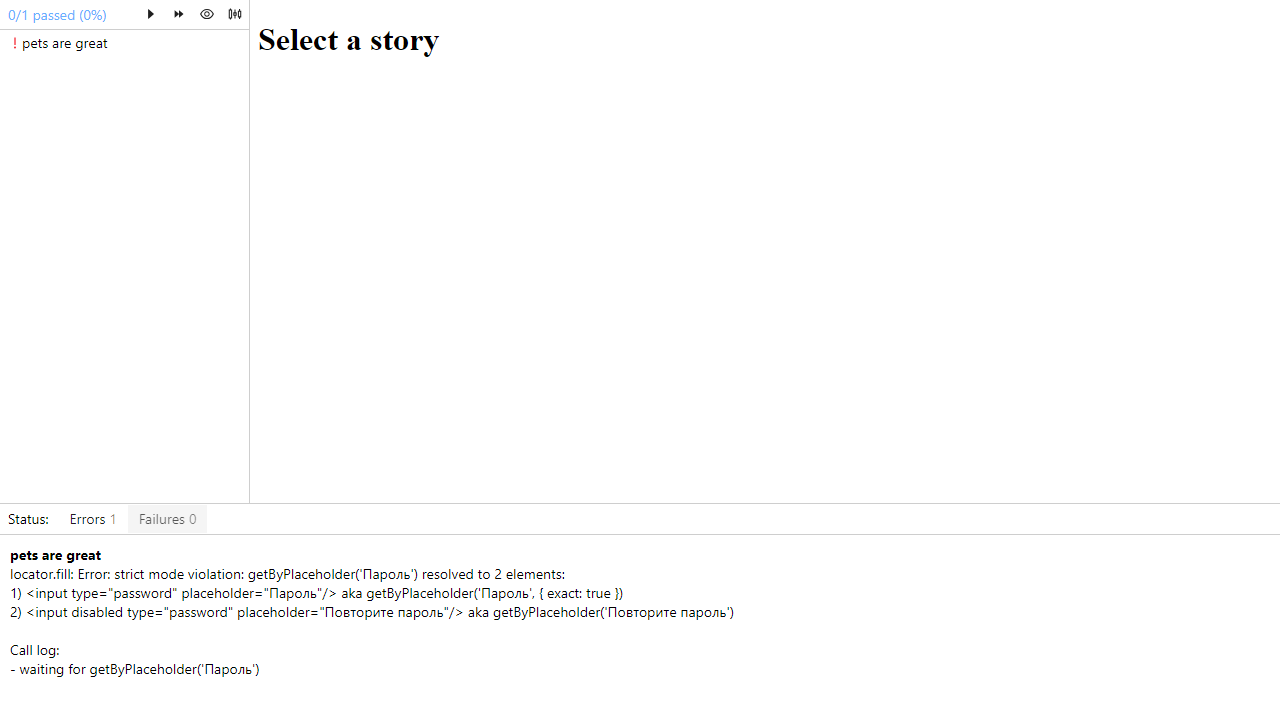 0/1 passed (0%)
! pets are great
Select a story
Status: Errors 1 Failures 0
pets are great
locator.fill: Error: strict mode violation: getByPlaceholder('Пароль') resolved to 2 elements:
1) <input type="password" placeholder="Пароль"/> aka getByPlaceholder('Пароль', { exact: true })
2) <input disabled type="password" placeholder="Повторите пароль"/> aka getByPlaceholder('Повторите пароль')
Call log:
- waiting for getByPlaceholder('Пароль')